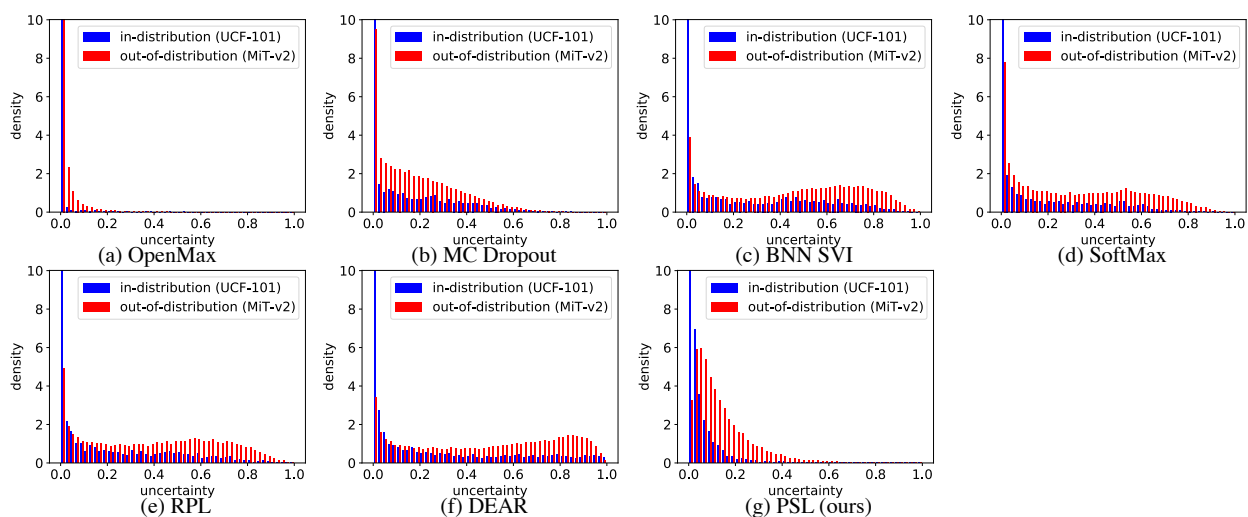 10
8
6
4
2
0
density
in-distribution (UCF-101)
out-of-distribution (MiT-v2)
0.0 0.2 0.4 0.6 0.8 1.0
uncertainty
(a) OpenMax
10
8
6
4
2
0
density
in-distribution (UCF-101)
out-of-distribution (MiT-v2)
0.0 0.2 0.4 0.6 0.8 1.0
uncertainty
(b) MC Dropout
10
8
6
4
2
0
density
in-distribution (UCF-101)
out-of-distribution (MiT-v2)
0.0 0.2 0.4 0.6 0.8 1.0
uncertainty
(c) BNN SVI
10
8
6
4
2
0
density
in-distribution (UCF-101)
out-of-distribution (MiT-v2)
0.0 0.2 0.4 0.6 0.8 1.0
uncertainty
(d) SoftMax
10
8
6
4
2
0
density
in-distribution (UCF-101)
out-of-distribution (MiT-v2)
0.0 0.2 0.4 0.6 0.8 1.0
uncertainty
(e) RPL
10
8
6
4
2
0
density
in-distribution (UCF-101)
out-of-distribution (MiT-v2)
0.0 0.2 0.4 0.6 0.8 1.0
uncertainty
(f) DEAR
10
8
6
4
2
0
density
in-distribution (UCF-101)
out-of-distribution (MiT-v2)
0.0 0.2 0.4 0.6 0.8 1.0
uncertainty
(g) PSL (ours)